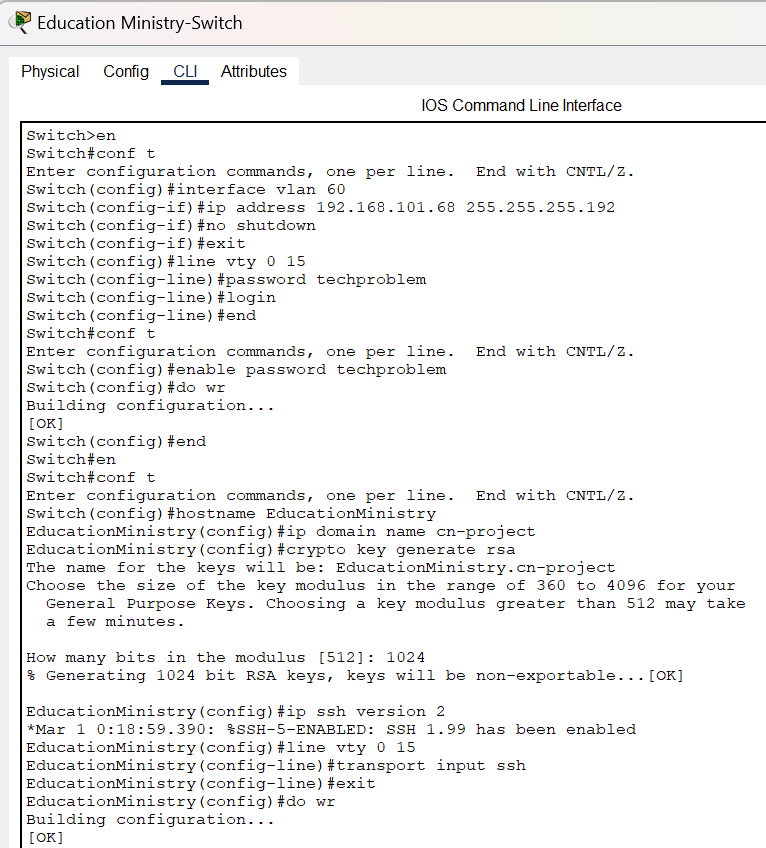 Education Ministry-Switch
Physical Config CLI Attributes
IOS Command Line Interface
Switch>en
Switch#conf t
Enter configuration commands, one per line.  End with CNTL/Z.
Switch(config)#interface vlan 60
Switch(config-if)#ip address 192.168.101.68 255.255.255.192
Switch(config-if)#no shutdown
Switch(config-if)#exit
Switch(config)#line vty 0 15
Switch(config-line)#password techproblem
Switch(config-line)#login
Switch(config-line)#end
Switch#conf t
Enter configuration commands, one per line.  End with CNTL/Z.
Switch(config)#enable password techproblem
Switch(config)#do wr
Building configuration...
[OK]
Switch(config)#end
Switch#en
Switch#conf t
Enter configuration commands, one per line.  End with CNTL/Z.
Switch(config)#hostname EducationMinistry
EducationMinistry(config)#ip domain name cn-project
EducationMinistry(config)#crypto key generate rsa
The name for the keys will be: EducationMinistry.cn-project
Choose the size of the key modulus in the range of 360 to 4096 for your
  General Purpose Keys. Choosing a key modulus greater than 512 may take
  a few minutes.

How many bits in the modulus [512]: 1024
% Generating 1024 bit RSA keys, keys will be non-exportable...[OK]

EducationMinistry(config)#ip ssh version 2
*Mar 1 0:18:59.390: %SSH-5-ENABLED: SSH 1.99 has been enabled
EducationMinistry(config)#line vty 0 15
EducationMinistry(config-line)#transport input ssh
EducationMinistry(config-line)#exit
EducationMinistry(config)#do wr
Building configuration...
[OK]